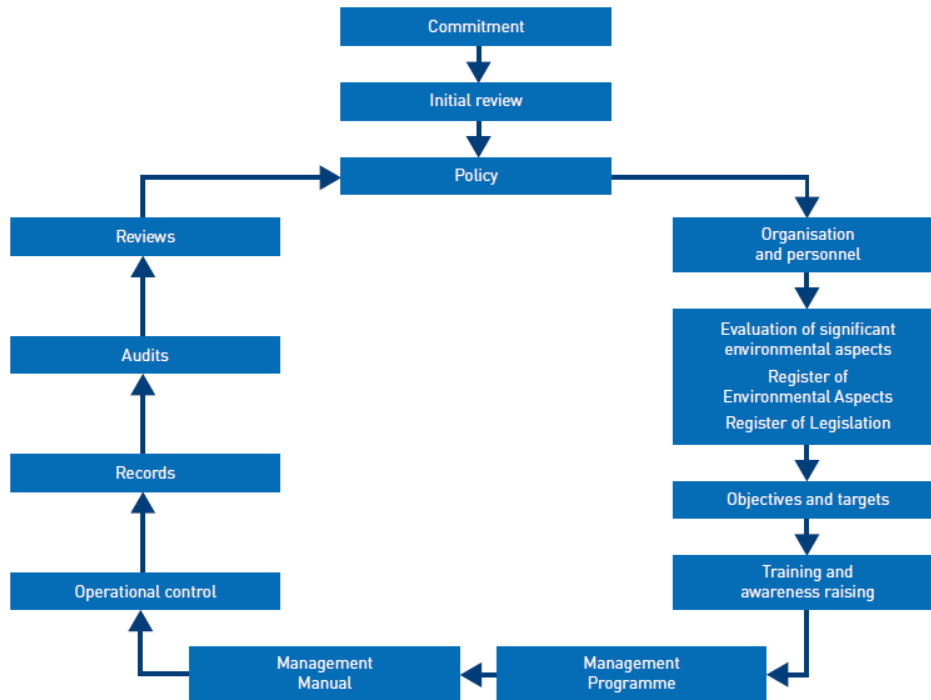 Commitment
Initial review
Policy
Organisation
and personnel
Evaluation of significant
environmental aspects
Register of
Environmental Aspects
Register of Legislation
Objectives and targets
Training and
awareness raising
Management
Programme
Management
Manual
Operational control
Records
Audits
Reviews